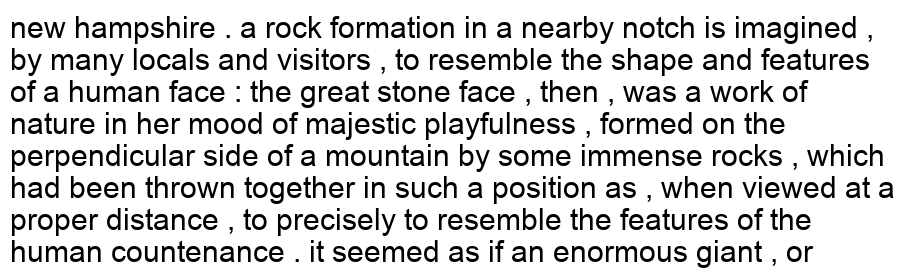 new hampshire . a rock formation in a nearby notch is imagined ,
by many locals and visitors , to resemble the shape and features
of a human face : the great stone face , then , was a work of
nature in her mood of majestic playfulness , formed on the
perpendicular side of a mountain by some immense rocks , which
had been thrown together in such a position as , when viewed at a
proper distance , to precisely to resemble the features of the
human countenance . it seemed as if an enormous giant , or